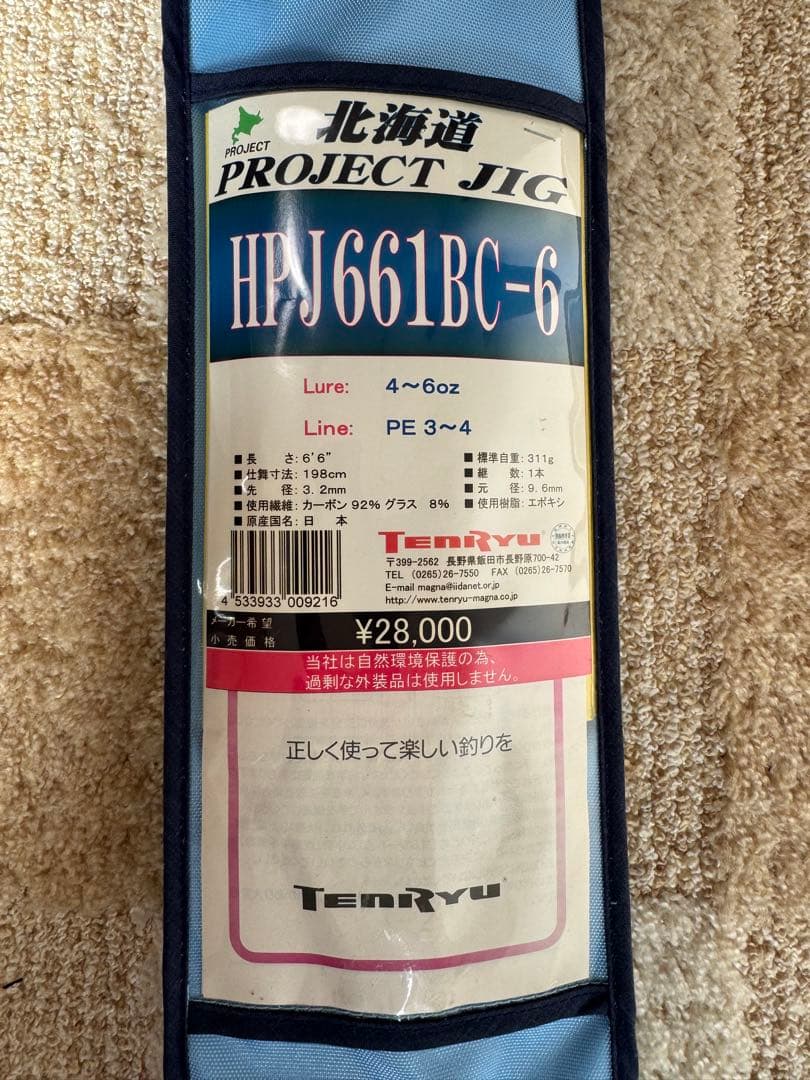 PROJECT
北海道
PROJECT JIG
HPJ661BC-6
Lure: 4～6oz
Line: PE 3～4
■長 さ：6'6" ■標準自重：311g
■仕舞寸法：198cm ■継 数：1本
■先 径：3.2mm ■元 径：9.6mm
■使用繊維：カーボン 92% グラス 8% ■使用樹脂：エポキシ
■原産国名：日 本
TENRYU
〒399-2562 長野県飯田市長野原700-42
TEL (0265)26-7550 FAX (0265)26-7570
E-mail magna@iidanet.or.jp
http://www.tenryu-magna.co.jp
4 533933 009216
メーカー希望
小売価格
¥28,000
当社は自然環境保護の為、
過剰な外装品は使用しません。
正しく使って楽しい釣りを
TENRYU